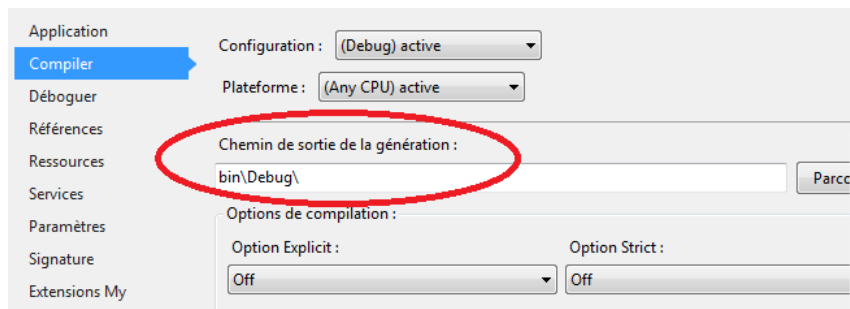 Application
Compiler
Déboguer
Références
Ressources
Services
Paramètres
Signature
Extensions My
Configuration :
(Debug) active
Plateforme :
(Any CPU) active
Chemin de sortie de la génération :
bin\Debug\
Parco
Options de compilation :
Option Explicit : Option Strict :
Off Off